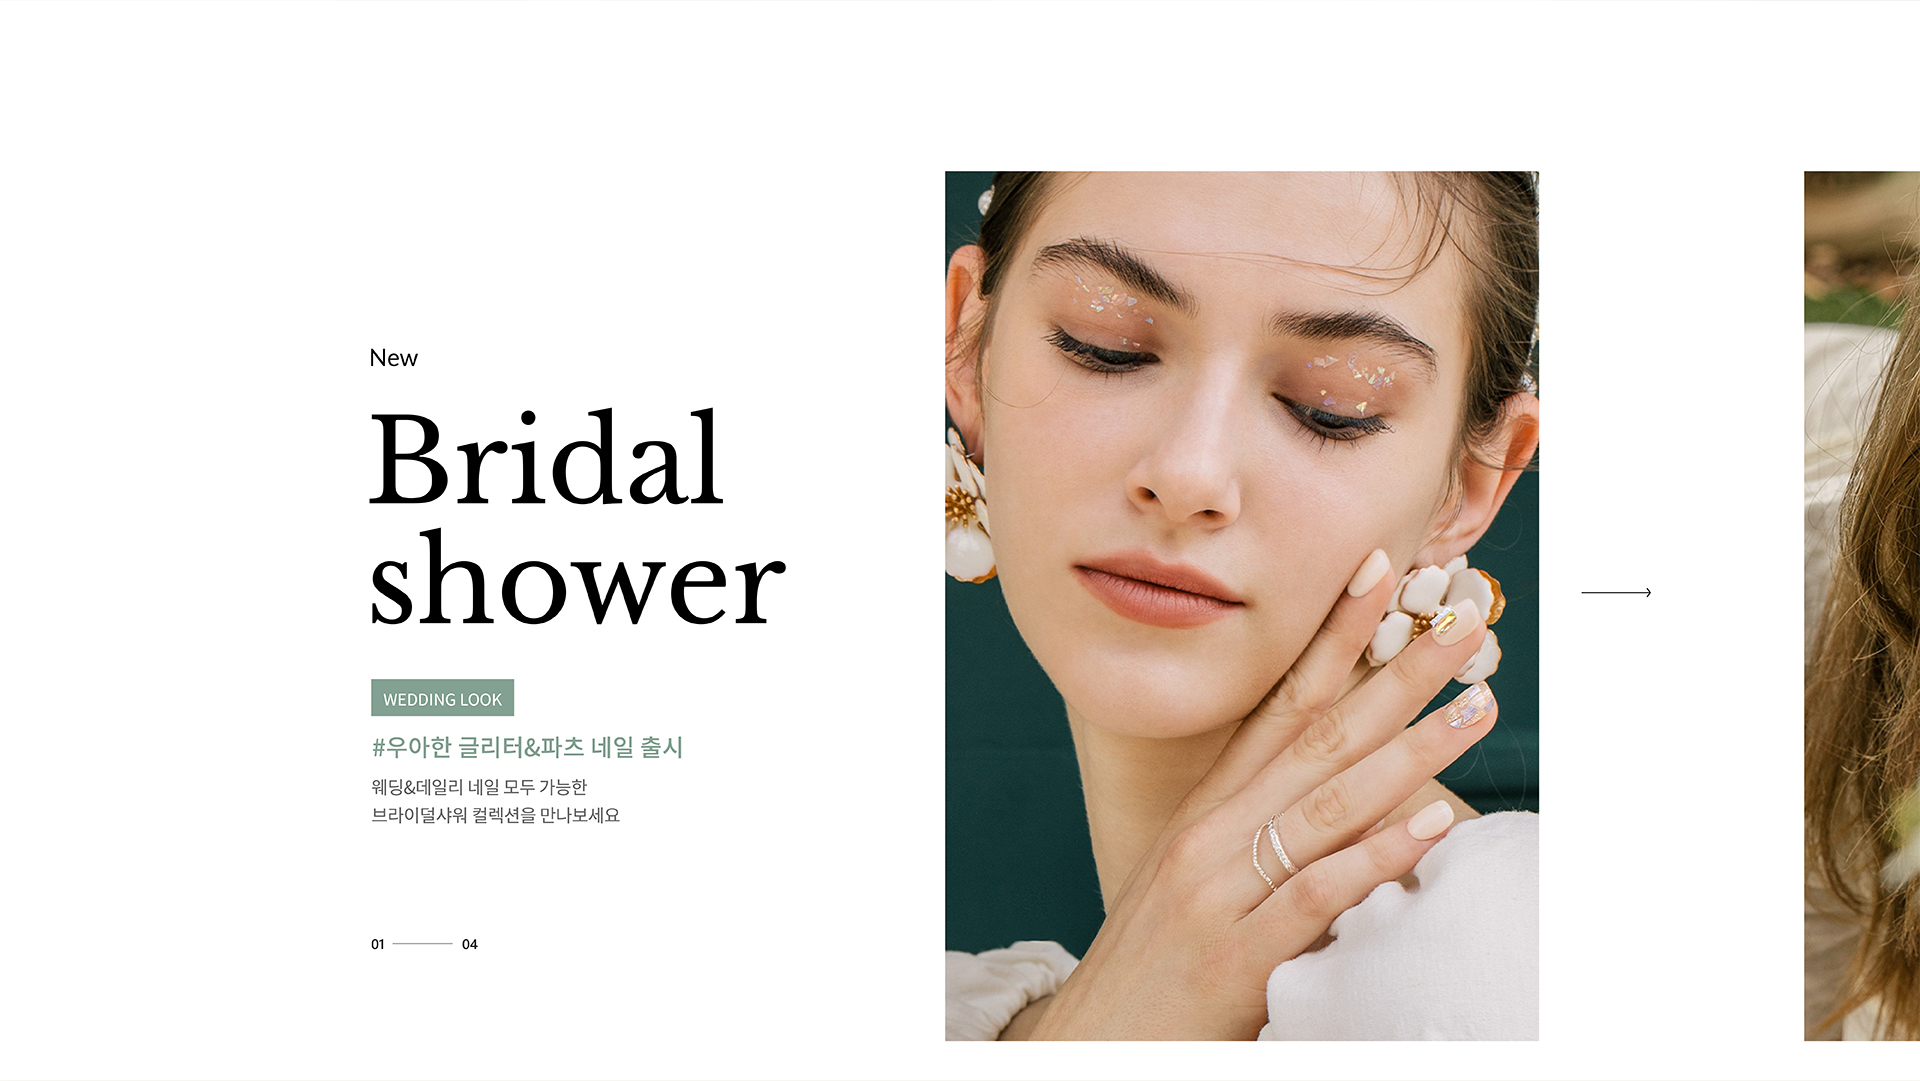 New
Bridal
shower
WEDDING LOOK
#우아한 글리터&파츠 네일 출시
웨딩&데일리 네일 모두 가능한
브라이덜샤워 컬렉션을 만나보세요
01 04